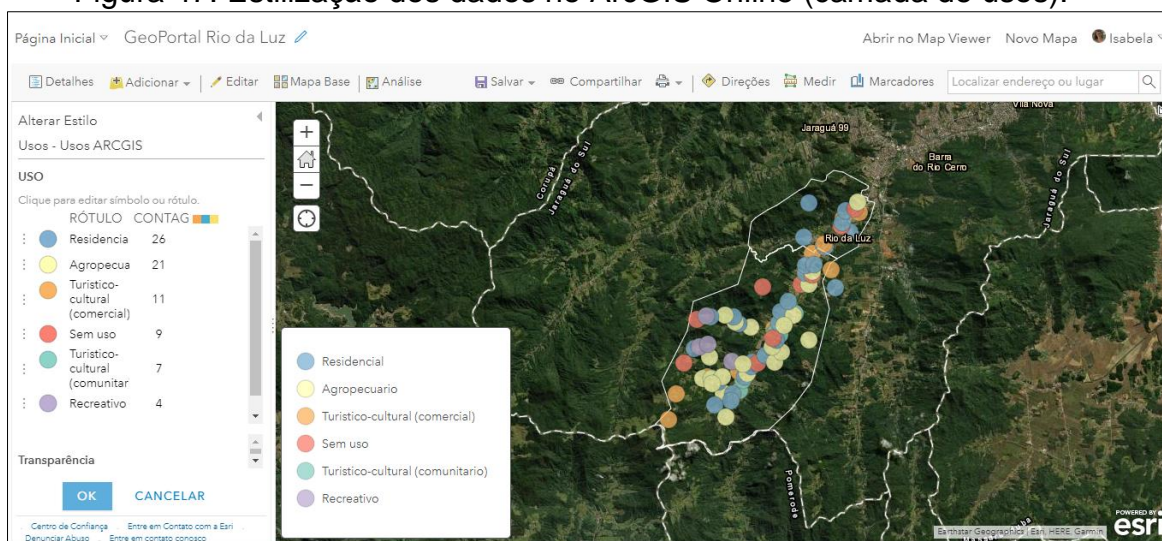 Figura 47: Estilização dos dados no ArcGIS Online (camada de usos).
Página Inicial GeoPortal Rio da Luz
Abrir no Map Viewer Novo Mapa Isabela
Detalhes Adicionar Editar Mapa Base Análise Salvar Compartilhar Direções Medir Marcadores Localizar endereço ou lugar
Alterar Estilo
Usos - Usos ARCGIS
USO
Clique para editar símbolo ou rótulo.
RÓTULO CONTAG
Residencia 26
Agropecua 21
Turistico-
cultural 11
(comercial)
Sem uso 9
Turistico-
cultural 7
(comunitar
Recreativo 4
Transparência
OK CANCELAR
Centro de Confiança Entre em Contato com a Esri
Denunciar Abuso Entre em contato conosco
Residencial
Agropecuario
Turistico-cultural (comercial)
Sem uso
Turistico-cultural (comunitario)
Recreativo
Vila Nova
Jaraguá 99
Barra
do Rio Cerro
Corupá
Jaraguá do Sul
Jaraguá do Sul
Rio da Luz
Pomerode
Earthstar Geographics | Esri, HERE, Garmin
POWERED BY
esri